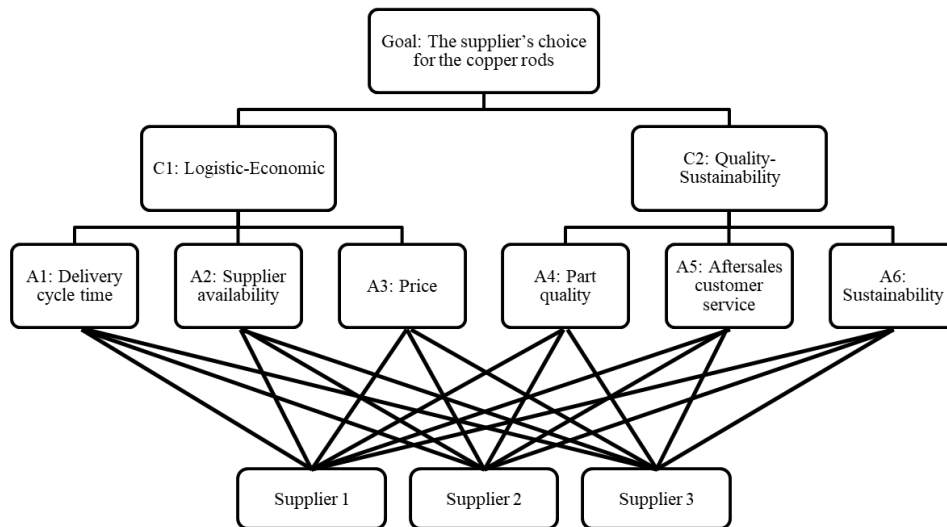 Goal: The supplier’s choice
for the copper rods
C1: Logistic-Economic
C2: Quality-
Sustainability
A1: Delivery
cycle time
A2: Supplier
availability
A3: Price
A4: Part
quality
A5: Aftersales
customer
service
A6:
Sustainability
Supplier 1
Supplier 2
Supplier 3